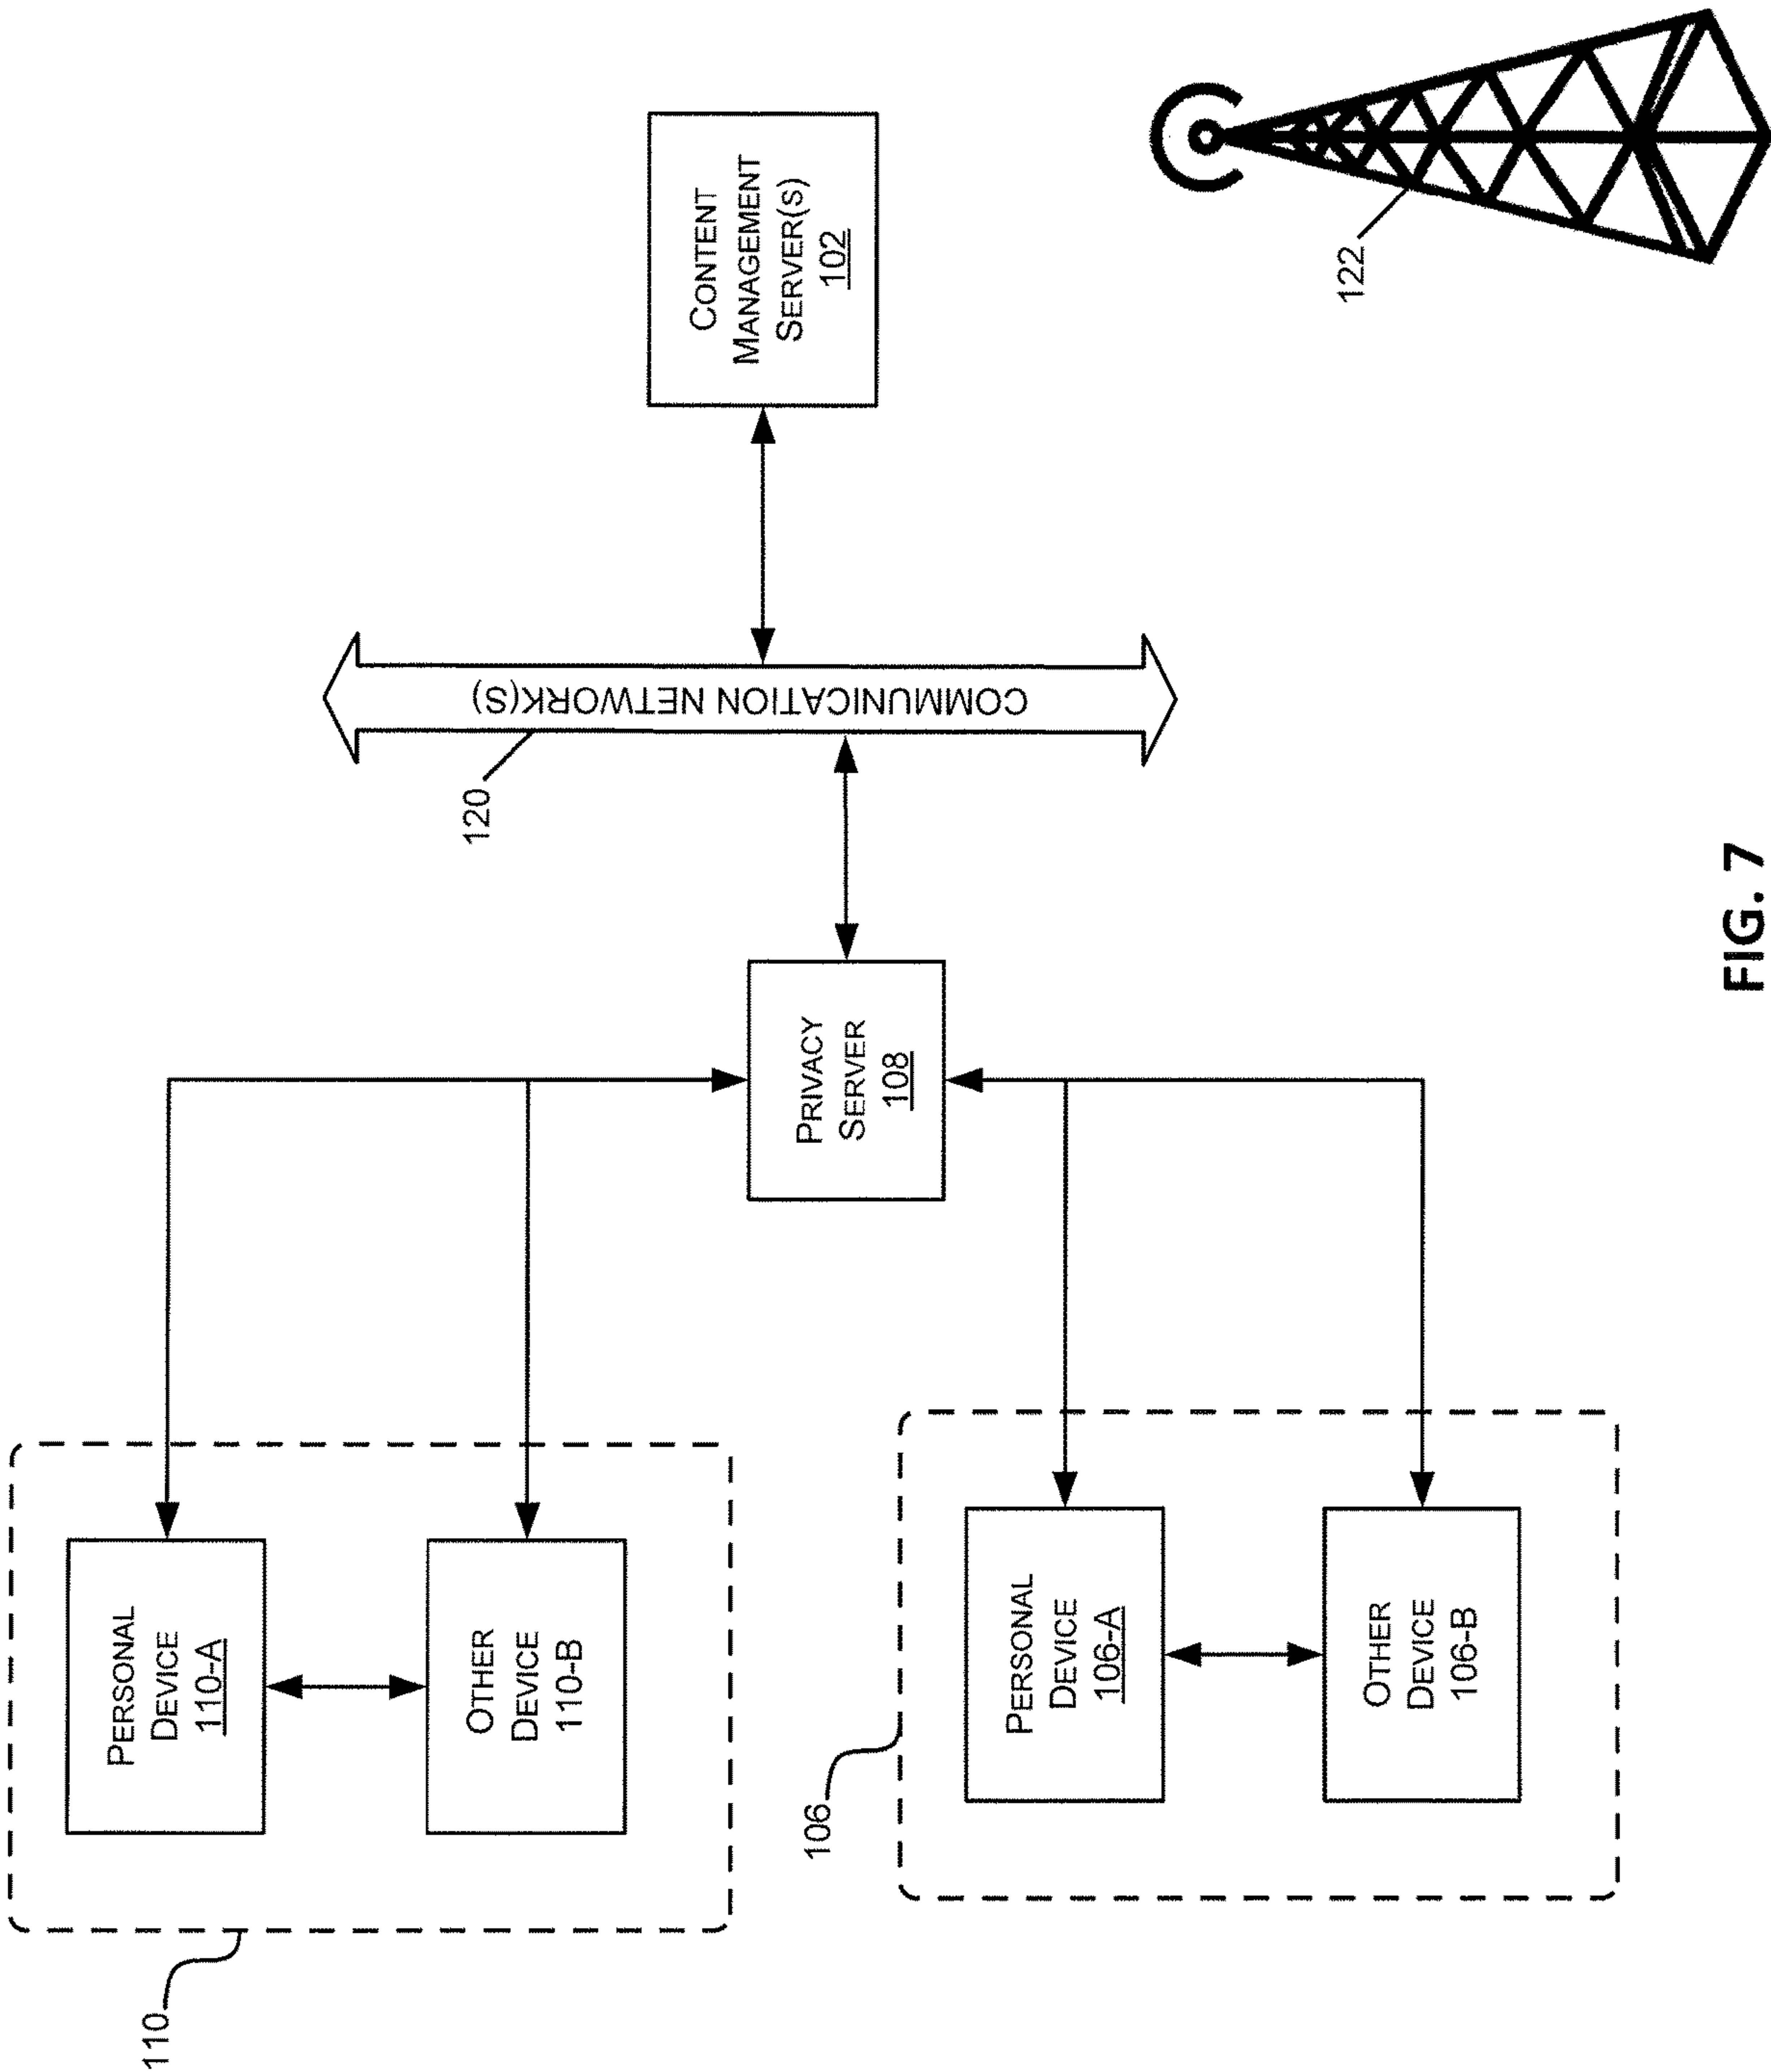 110
PERSONAL
DEVICE
110-A
OTHER
DEVICE
110-B
106
PERSONAL
DEVICE
106-A
OTHER
DEVICE
106-B
PRIVACY
SERVER
108
120
COMMUNICATION NETWORK(S)
CONTENT
MANAGEMENT
SERVER(S)
102
122
FIG. 7